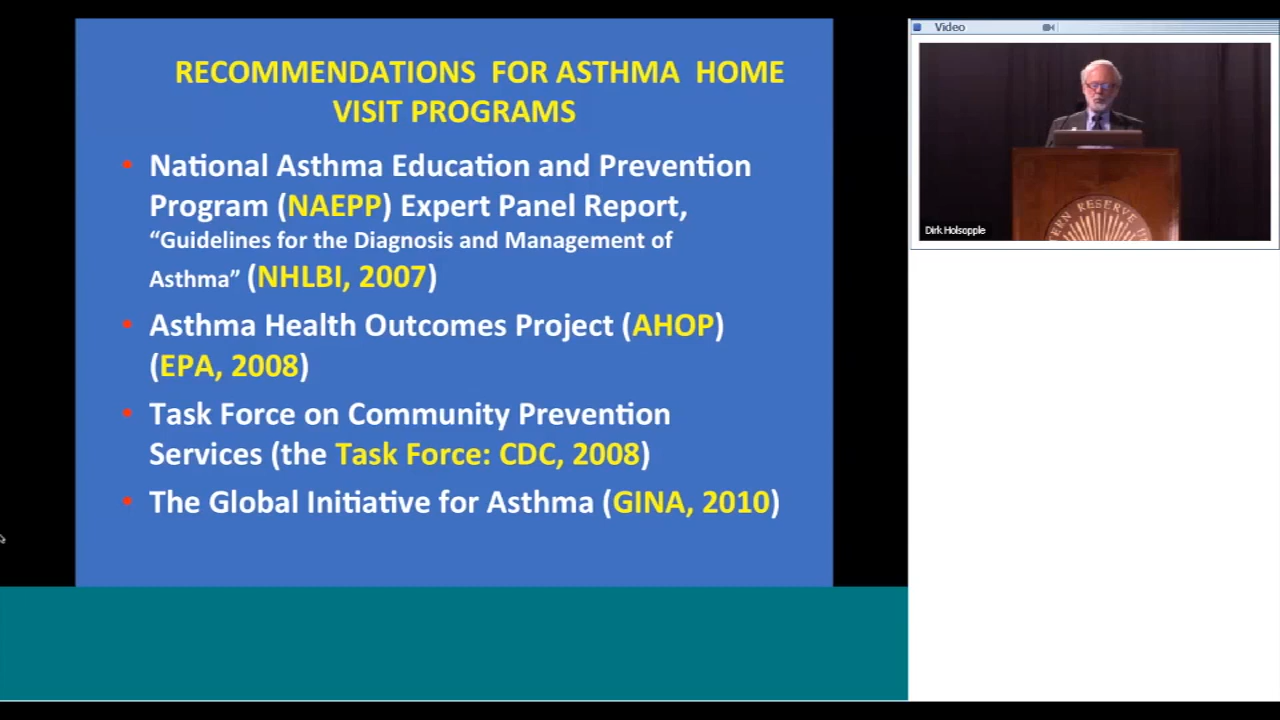 RECOMMENDATIONS FOR ASTHMA HOME
VISIT PROGRAMS
• National Asthma Education and Prevention
Program (NAEPP) Expert Panel Report,
“Guidelines for the Diagnosis and Management of
Asthma” (NHLBI, 2007)
• Asthma Health Outcomes Project (AHOP)
(EPA, 2008)
• Task Force on Community Prevention
Services (the Task Force: CDC, 2008)
• The Global Initiative for Asthma (GINA, 2010)
Video
Dirk Holsopple
RESERVE